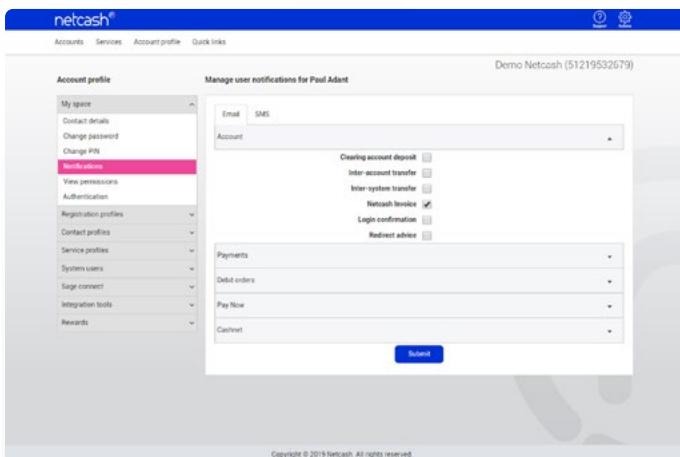 netcash
Support
Accounts Services Account profile Quick links
Demo Netcash (51219532679)
Account profile
Manage user notifications for Paul Adant
My space
Contact details
Change password
Change PIN
Notifications
View permissions
Authentication
Registration profiles
Contact profiles
Service profiles
System users
Sage connect
Integration tools
Rewards
Email SMS
Account
Clearing account deposit
Inter-account transfer
Inter-system transfer
Netcash Invoice
Login confirmation
Redirect advice
Payments
Debit orders
Pay Now
Cashnet
Submit
Copyright © 2019 Netcash. All rights reserved.